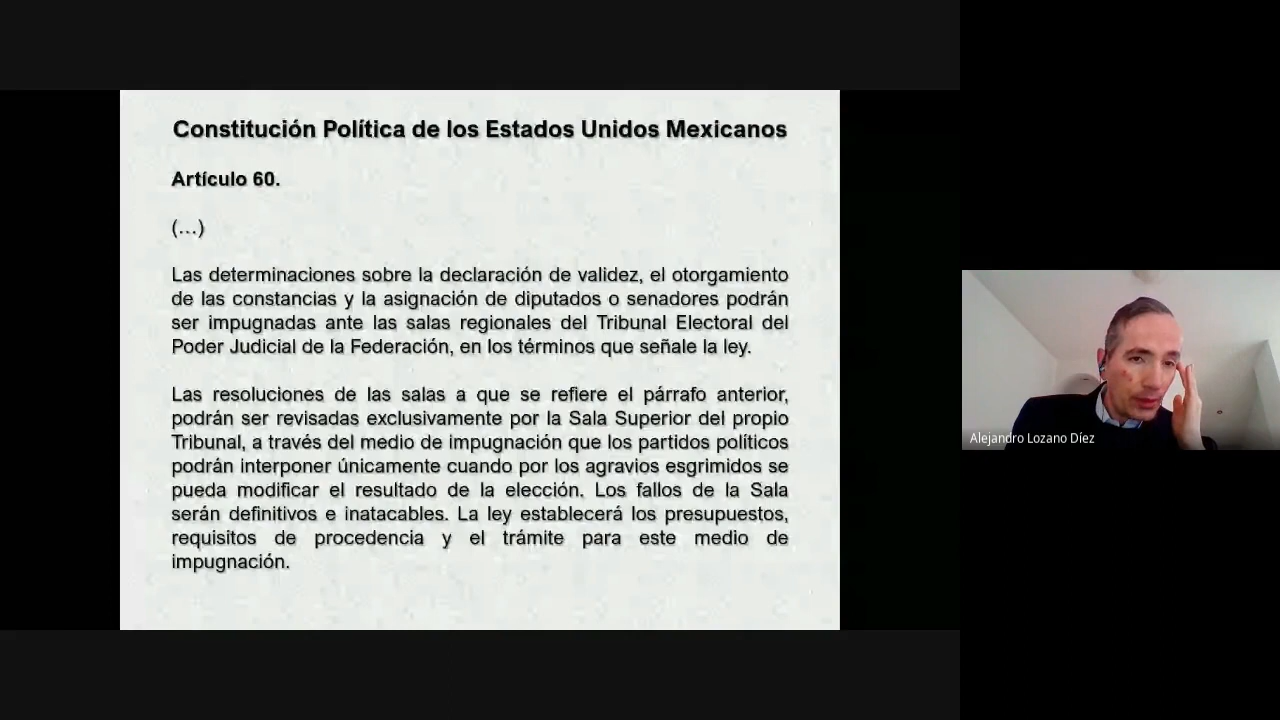 Constitución Política de los Estados Unidos Mexicanos
Artículo 60.
(...)
Las determinaciones sobre la declaración de validez, el otorgamiento
de las constancias y la asignación de diputados o senadores podrán
ser impugnadas ante las salas regionales del Tribunal Electoral del
Poder Judicial de la Federación, en los términos que señale la ley.
Las resoluciones de las salas a que se refiere el párrafo anterior,
podrán ser revisadas exclusivamente por la Sala Superior del propio
Tribunal, a través del medio de impugnación que los partidos políticos
podrán interponer únicamente cuando por los agravios esgrimidos se
pueda modificar el resultado de la elección. Los fallos de la Sala
serán definitivos e inatacables. La ley establecerá los presupuestos,
requisitos de procedencia y el trámite para este medio de
impugnación.
Alejandro Lozano Díez